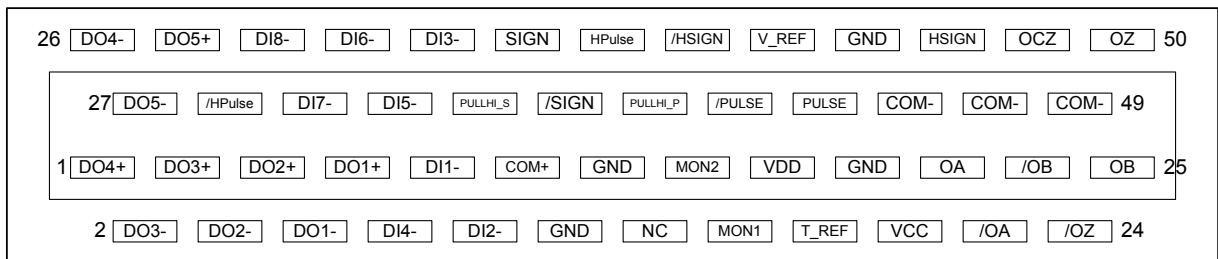 26 DO4- DO5+ DI8- DI6- DI3- SIGN HPulse /HSIGN V_REF GND HSIGN OCZ OZ 50
27 DO5- /HPulse DI7- DI5- PULLHI_S /SIGN PULLHI_P /PULSE PULSE COM- COM- COM- 49
1 DO4+ DO3+ DO2+ DO1+ DI1- COM+ GND MON2 VDD GND OA /OB OB 25
2 DO3- DO2- DO1- DI4- DI2- GND NC MON1 T_REF VCC /OA /OZ 24